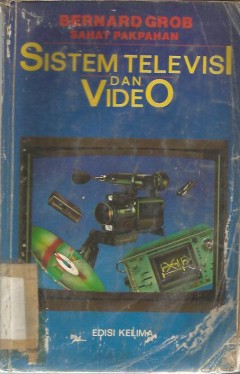 BERNARD GROB
SAHAT PAKPAHAN
SISTEM TELEVISI
DAN
VIDEO
EDISI KELIMA